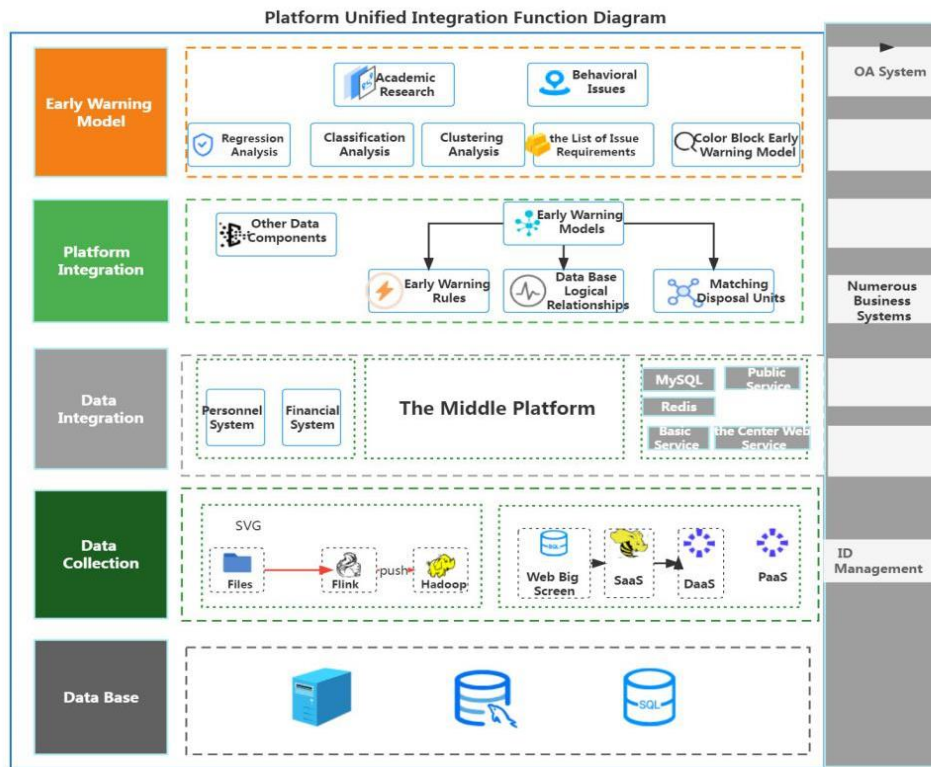 Platform Unified Integration Function Diagram
OA System
Early Warning
Model
Academic
Research
Behavioral
Issues
Regression
Analysis
Classification
Analysis
Clustering
Analysis
the List of Issue
Requirements
Color Block Early
Warning Model
Platform
Integration
Other Data
Components
Early Warning
Models
Early Warning
Rules
Data Base
Logical
Relationships
Matching
Disposal Units
Numerous
Business
Systems
Data
Integration
Personnel
System
Financial
System
The Middle Platform
MySQL
Public
Service
Redis
Basic
Service
the Center Web
Service
Data
Collection
SVG
Files
Flink
push
Hadoop
SQL
Web Big
Screen
SaaS
DaaS
PaaS
ID
Management
Data Base
SQL